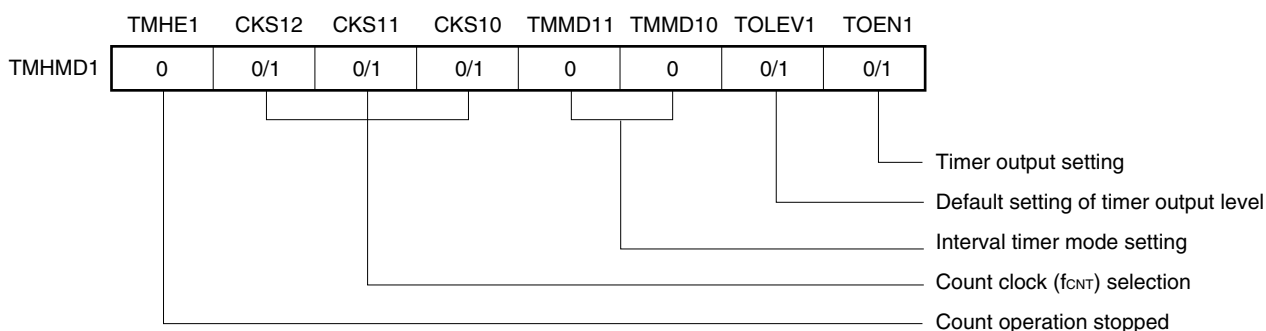 TMHE1 CKS12 CKS11 CKS10 TMMD11 TMMD10 TOLEV1 TOEN1
TMHMD1 0 0/1 0/1 0/1 0 0 0/1 0/1
Timer output setting
Default setting of timer output level
Interval timer mode setting
Count clock (fCNT) selection
Count operation stopped